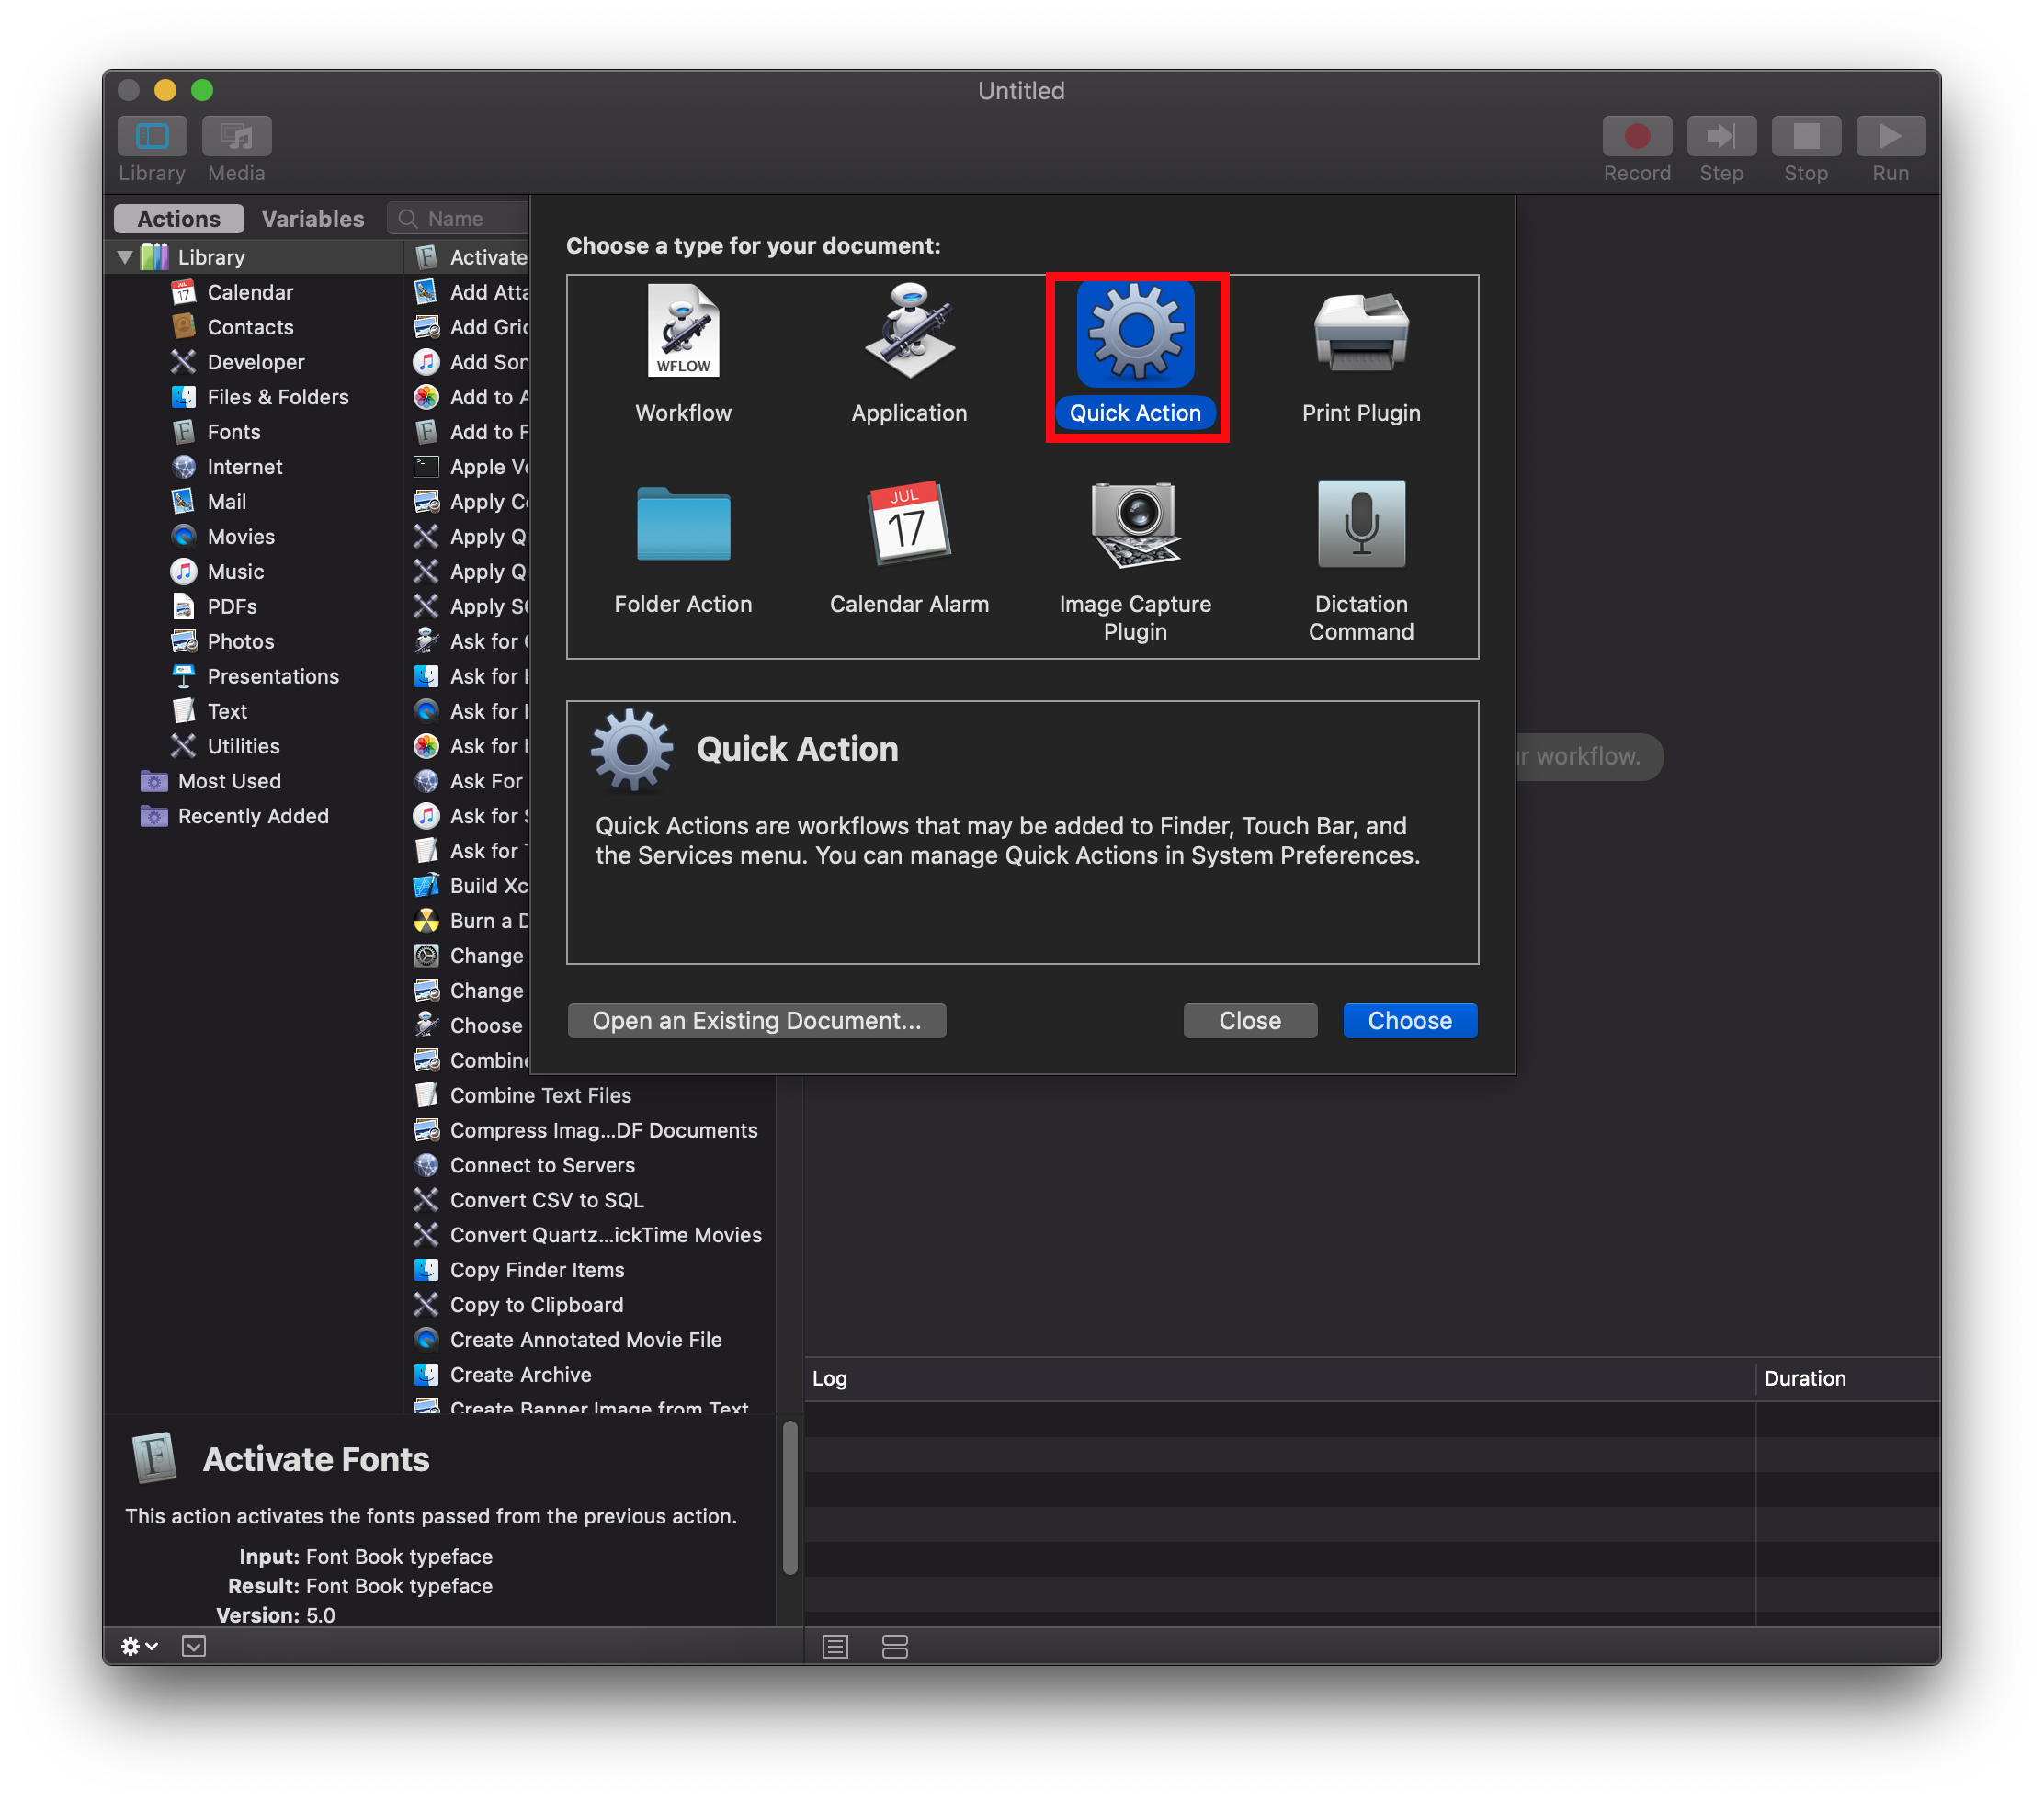 Untitled
Library
Media
Record
Step
Stop
Run
Actions
Variables
Name
Library
Calendar
Contacts
Developer
Files & Folders
Fonts
Internet
Mail
Movies
Music
PDFs
Photos
Presentations
Text
Utilities
Most Used
Recently Added
Activate
Add Atta
Add Grid
Add Son
Add to A
Add to F
Apple Ve
Apply Co
Apply Qu
Apply Qu
Apply SQ
Ask for
Ask for
Ask for
Ask for
Ask For
Ask for
Ask for
Build Xc
Burn a D
Change
Change
Choose
Combine
Combine Text Files
Compress Imag...DF Documents
Connect to Servers
Convert CSV to SQL
Convert Quartz...ickTime Movies
Copy Finder Items
Copy to Clipboard
Create Annotated Movie File
Create Archive
Create Banner Image from Text
Choose a type for your document:
WFLOW
Workflow
Application
Quick Action
Print Plugin
Folder Action
JUL
17
Calendar Alarm
Image Capture
Plugin
Dictation
Command
Quick Action
Quick Actions are workflows that may be added to Finder, Touch Bar, and
the Services menu. You can manage Quick Actions in System Preferences.
Open an Existing Document...
Close
Choose
r workflow.
Log
Duration
Activate Fonts
This action activates the fonts passed from the previous action.
Input: Font Book typeface
Result: Font Book typeface
Version: 5.0